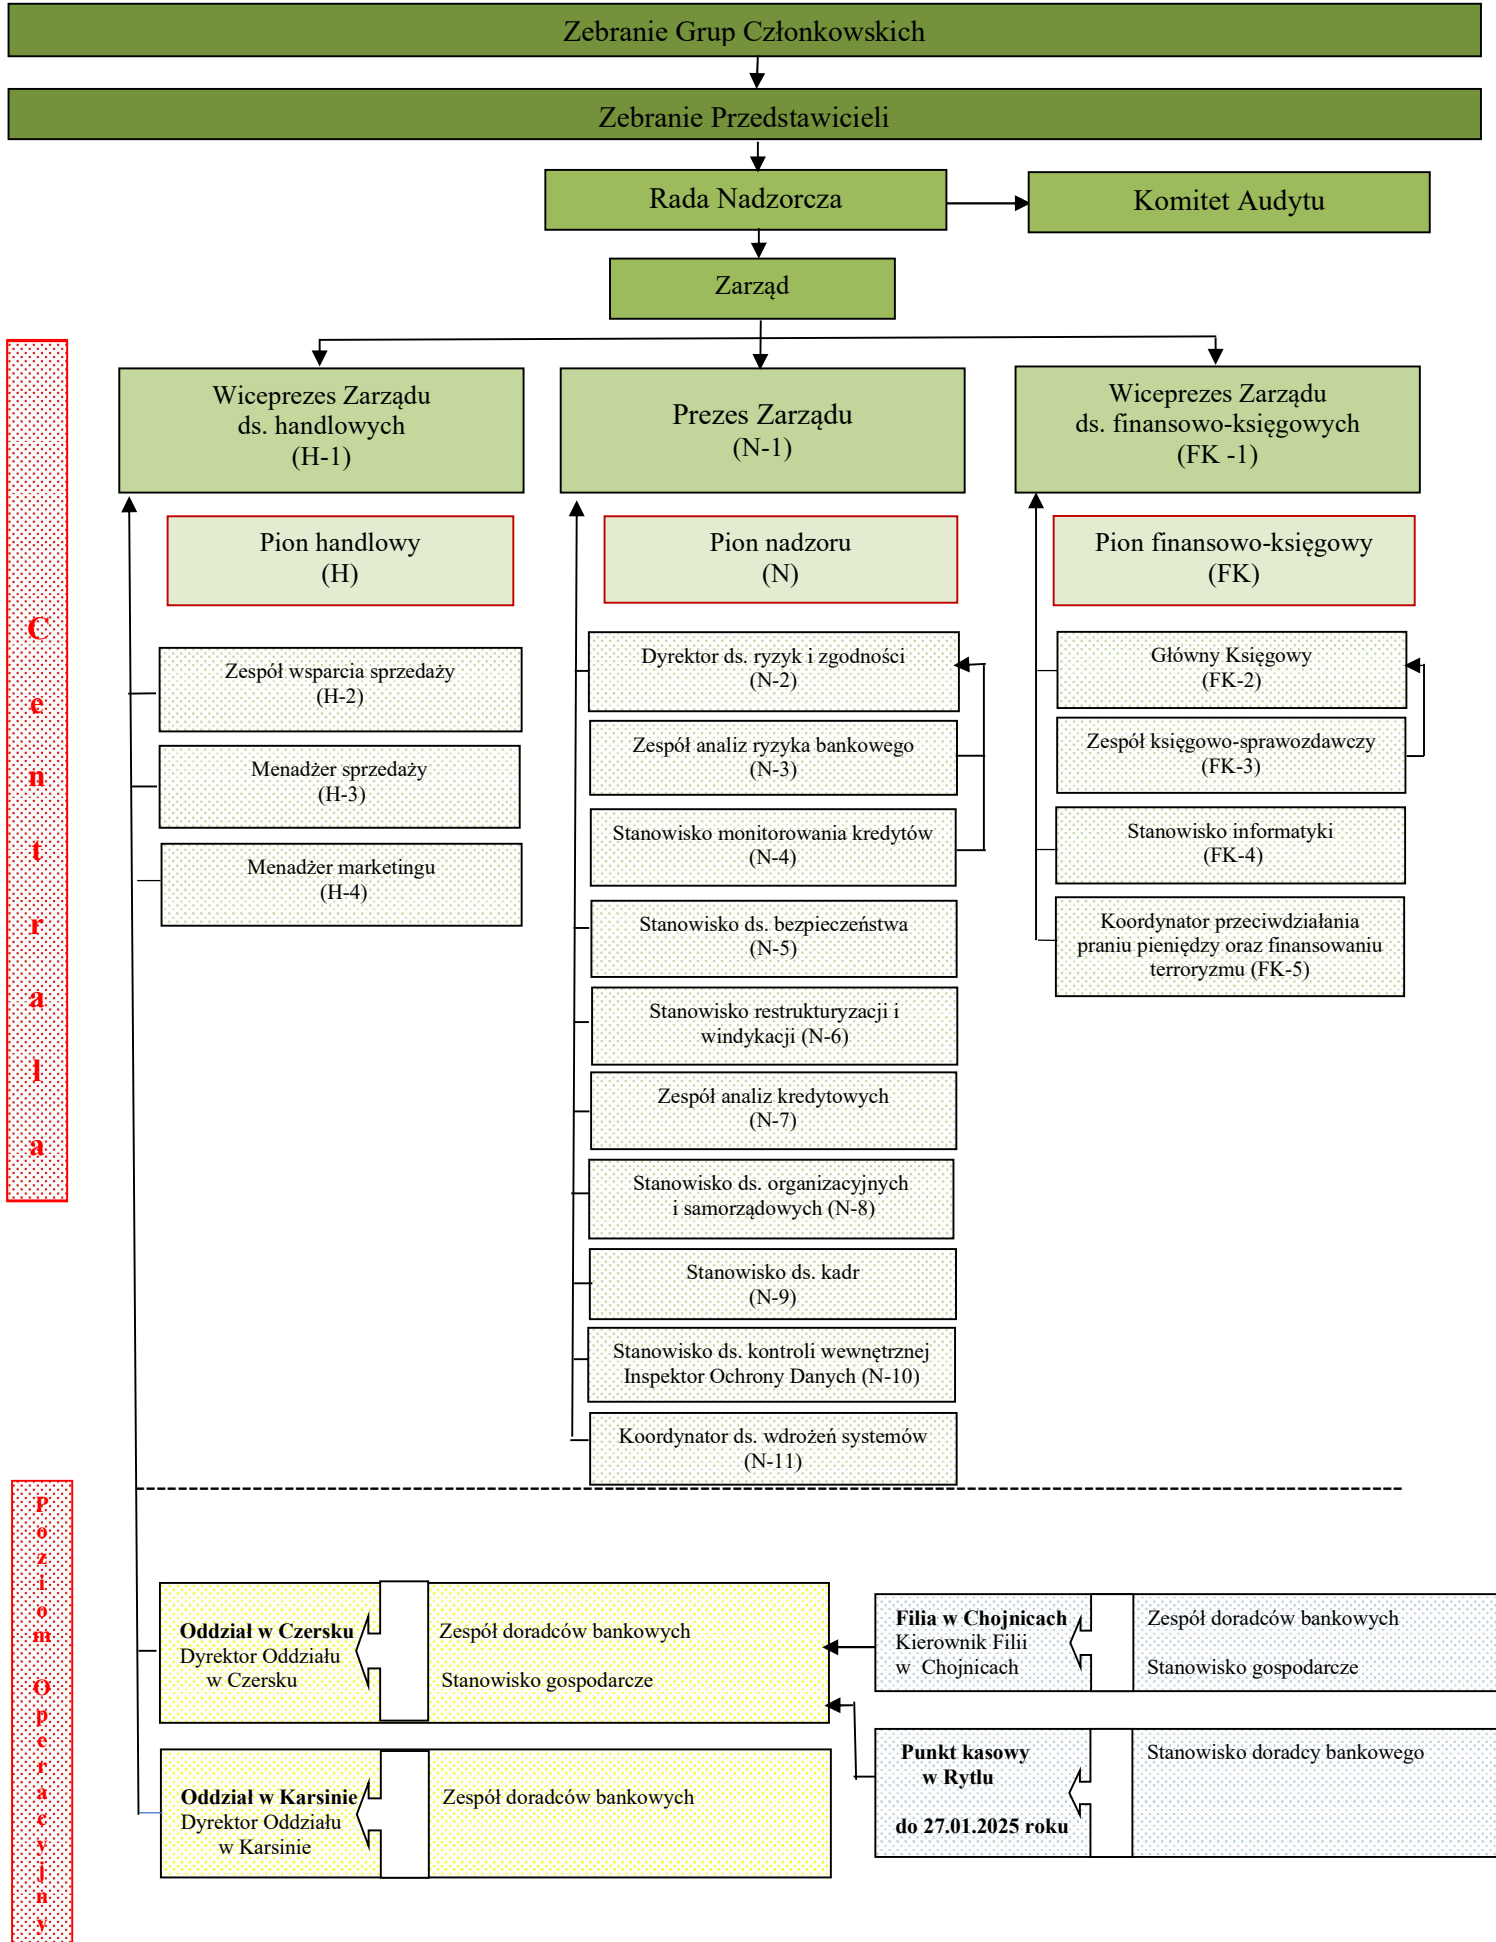 Zebranie Grup Członkowskich
Zebranie Przedstawicieli
Rada Nadzorcza
Komitet Audytu
Zarząd
Wiceprezes Zarządu
ds. handlowych
(H-1)
Prezes Zarządu
(N-1)
Wiceprezes Zarządu
ds. finansowo-księgowych
(FK -1)
Centrala
Pion handlowy
(H)
Zespół wsparcia sprzedaży
(H-2)
Menadżer sprzedaży
(H-3)
Menadżer marketingu
(H-4)
Pion nadzoru
(N)
Dyrektor ds. ryzyk i zgodności
(N-2)
Zespół analiz ryzyka bankowego
(N-3)
Stanowisko monitorowania kredytów
(N-4)
Stanowisko ds. bezpieczeństwa
(N-5)
Stanowisko restrukturyzacji i
windykacji (N-6)
Zespół analiz kredytowych
(N-7)
Stanowisko ds. organizacyjnych
i samorządowych (N-8)
Stanowisko ds. kadr
(N-9)
Stanowisko ds. kontroli wewnętrznej
Inspektor Ochrony Danych (N-10)
Koordynator ds. wdrożeń systemów
(N-11)
Pion finansowo-księgowy
(FK)
Główny Księgowy
(FK-2)
Zespół księgowo-sprawozdawczy
(FK-3)
Stanowisko informatyki
(FK-4)
Koordynator przeciwdziałania
praniu pieniędzy oraz finansowaniu
terroryzmu (FK-5)
Poziom Operacyjny
Oddział w Czersku
Dyrektor Oddziału
w Czersku
Zespół doradców bankowych
Stanowisko gospodarcze
Filia w Chojnicach
Kierownik Filii
w Chojnicach
Zespół doradców bankowych
Stanowisko gospodarcze
Oddział w Karsinie
Dyrektor Oddziału
w Karsinie
Zespół doradców bankowych
Punkt kasowy
w Rytlu
do 27.01.2025 roku
Stanowisko doradcy bankowego